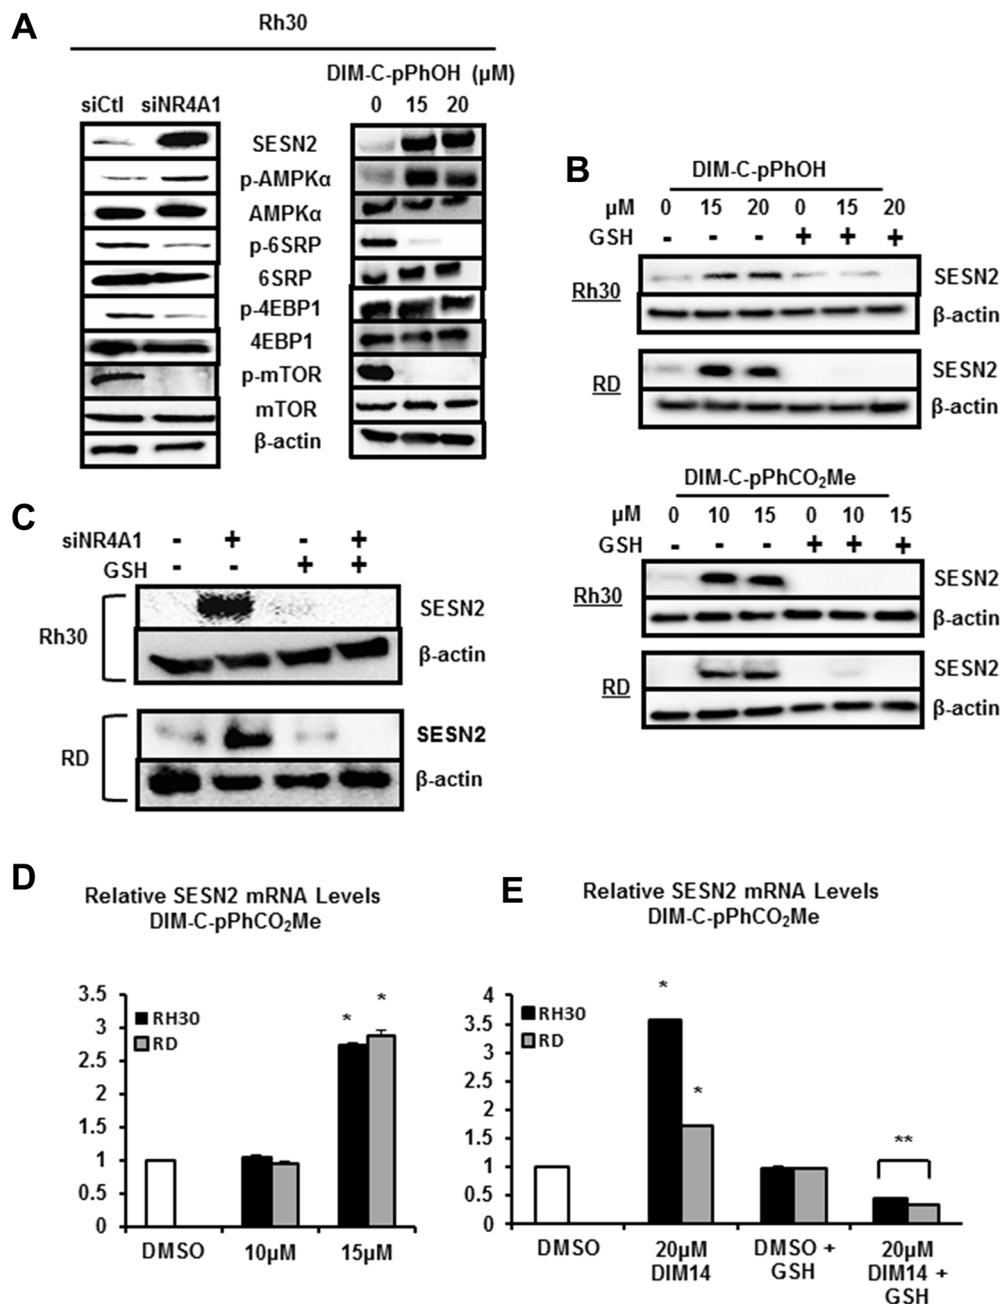 A
Rh30
DIM-C-pPhOH (μM)
siCtl siNR4A1
0 15 20
SESN2
p-AMPKα
AMPKα
p-6SRP
6SRP
p-4EBP1
4EBP1
p-mTOR
mTOR
β-actin
B
DIM-C-pPhOH
μM 0 15 20 0 15 20
GSH - - - + + +
Rh30
SESN2
β-actin
RD
SESN2
β-actin
DIM-C-pPhCO₂Me
μM 0 10 15 0 10 15
GSH - - - + + +
Rh30
SESN2
β-actin
RD
SESN2
β-actin
C
siNR4A1 - + - +
GSH - - + +
Rh30
SESN2
β-actin
RD
SESN2
β-actin
D
Relative SESN2 mRNA Levels
DIM-C-pPhCO₂Me
3.5
3
2.5
2
1.5
1
0.5
0
RH30
RD
* *
DMSO 10μM 15μM
E
Relative SESN2 mRNA Levels
DIM-C-pPhCO₂Me
4
3.5
3
2.5
2
1.5
1
0.5
0
RH30
RD
*
*
**
DMSO 20μM DMSO + 20μM
DIM14 GSH DIM14 +
GSH